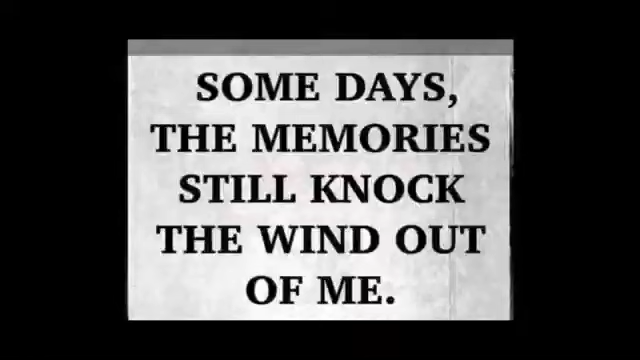 SOME DAYS,
THE MEMORIES
STILL KNOCK
THE WIND OUT
OF ME.